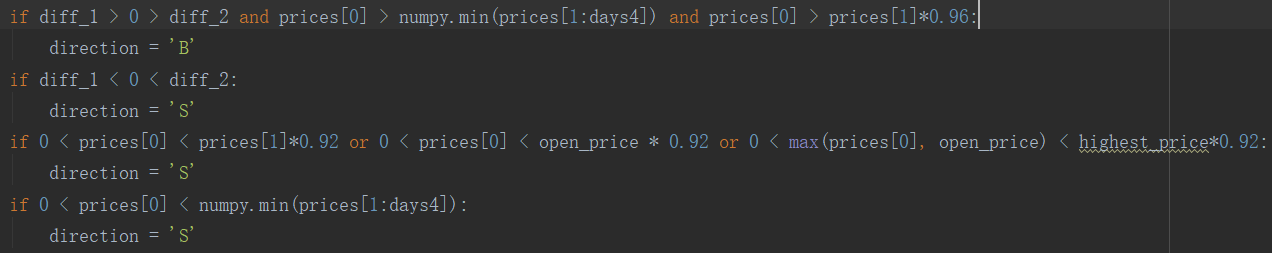 if diff_1 > 0 > diff_2 and prices[0] > numpy.min(prices[1:days4]) and prices[0] > prices[1]*0.96:
    direction = 'B'
if diff_1 < 0 < diff_2:
    direction = 'S'
if 0 < prices[0] < prices[1]*0.92 or 0 < prices[0] < open_price * 0.92 or 0 < max(prices[0], open_price) < highest_price*0.92:
    direction = 'S'
if 0 < prices[0] < numpy.min(prices[1:days4]):
    direction = 'S'